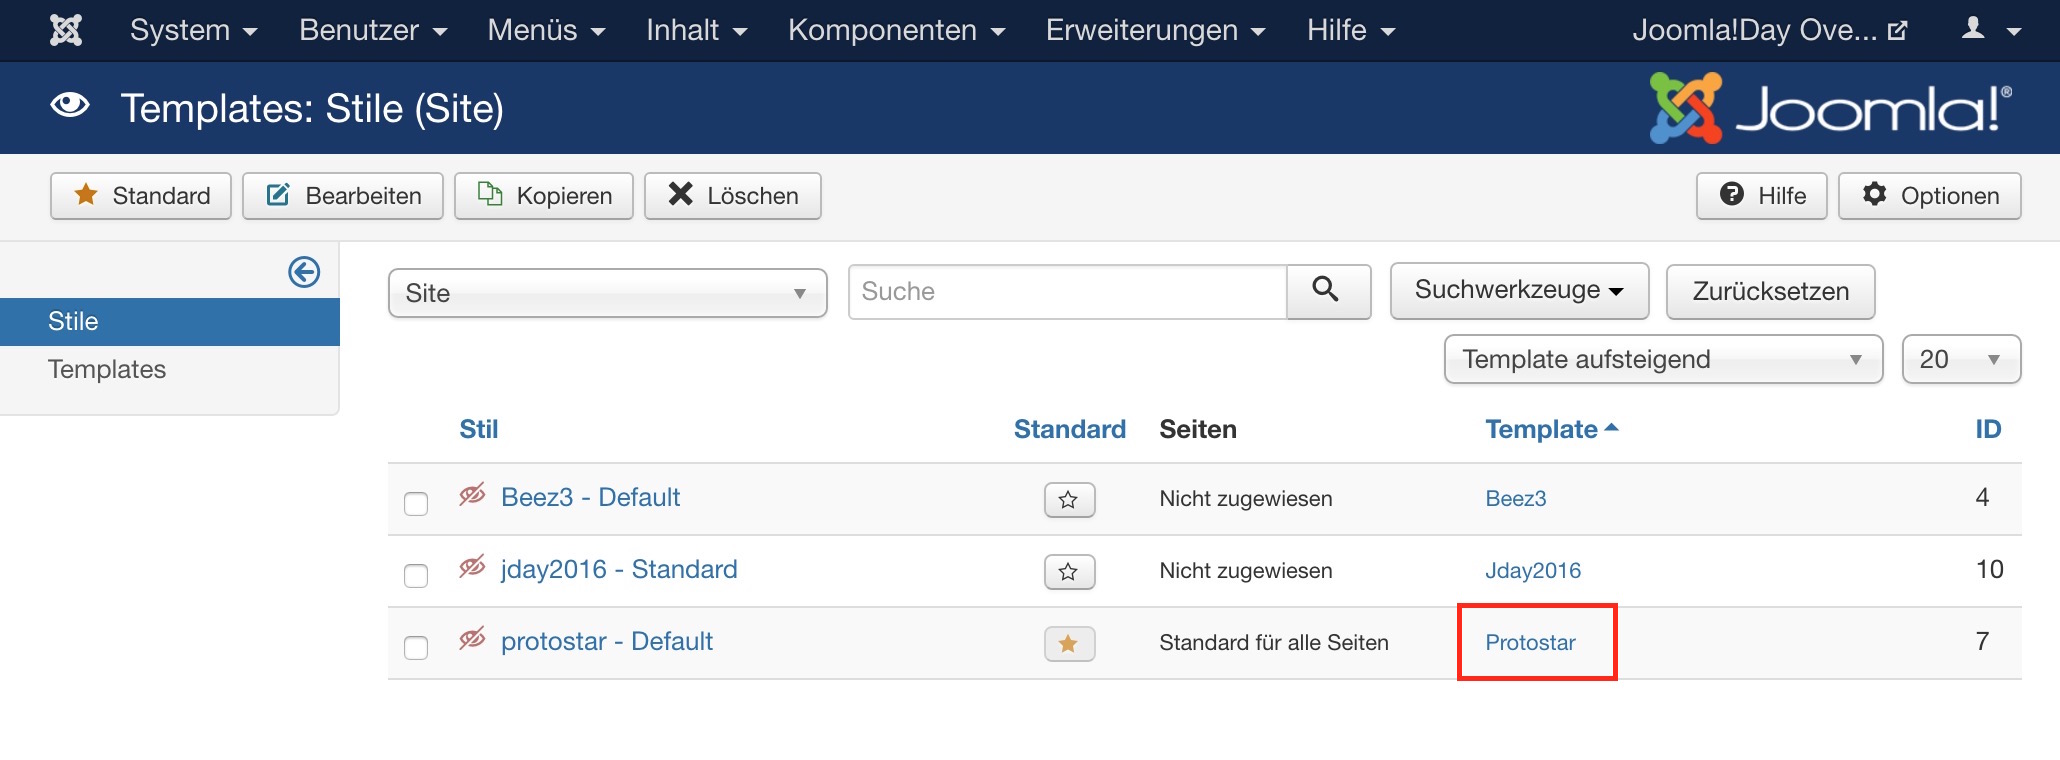 System Benutzer Menüs Inhalt Komponenten Erweiterungen Hilfe Joomla!Day Ove...
Templates: Stile (Site) Joomla!®
Standard Bearbeiten Kopieren Löschen Hilfe Optionen
Site Suche Suchwerkzeuge Zurücksetzen
Stile
Template aufsteigend 20
Templates
Stil Standard Seiten Template ID
Beez3 - Default Nicht zugewiesen Beez3 4
jday2016 - Standard Nicht zugewiesen Jday2016 10
protostar - Default Standard für alle Seiten Protostar 7